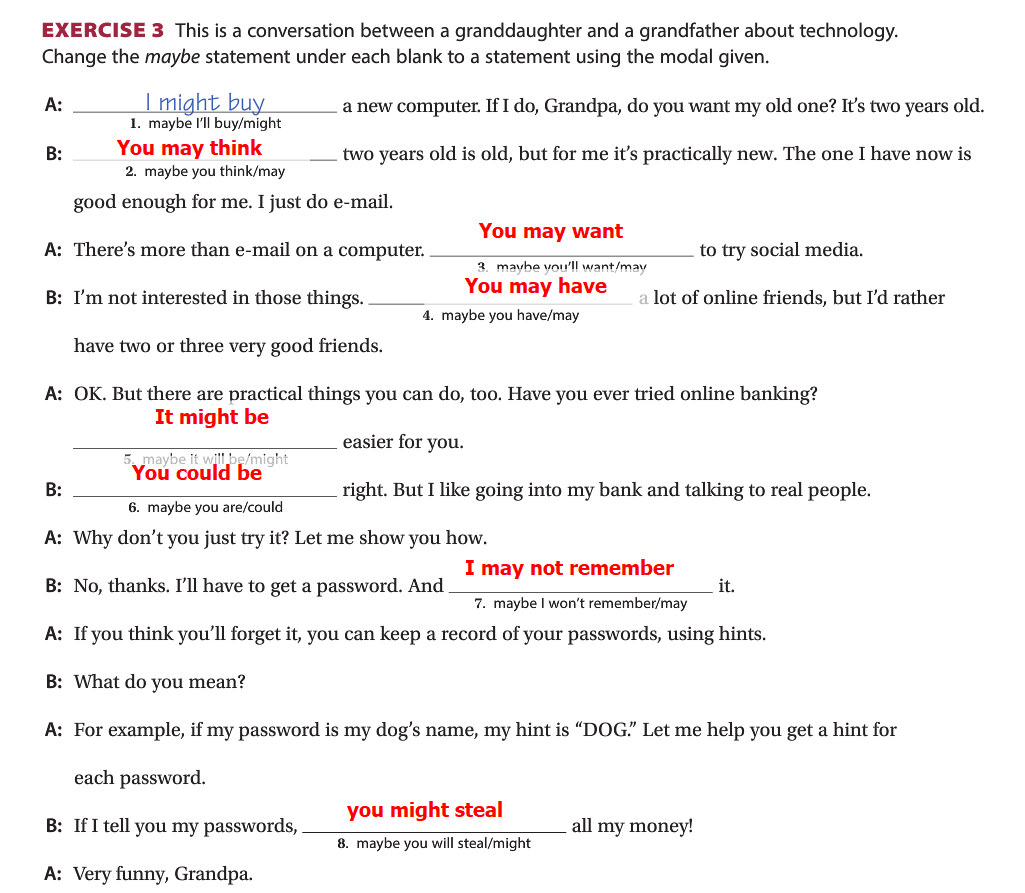 EXERCISE 3 This is a conversation between a granddaughter and a grandfather about technology.
Change the maybe statement under each blank to a statement using the modal given.
A: I might buy a new computer. If I do, Grandpa, do you want my old one? It’s two years old.
1. maybe I’ll buy/might
B: You may think two years old is old, but for me it’s practically new. The one I have now is
2. maybe you think/may
good enough for me. I just do e-mail.
You may want
A: There’s more than e-mail on a computer. to try social media.
3. maybe you’ll want/may
You may have
B: I’m not interested in those things. a lot of online friends, but I’d rather
4. maybe you have/may
have two or three very good friends.
A: OK. But there are practical things you can do, too. Have you ever tried online banking?
It might be
easier for you.
5. maybe it will be/might
You could be
B: right. But I like going into my bank and talking to real people.
6. maybe you are/could
A: Why don’t you just try it? Let me show you how.
I may not remember
B: No, thanks. I’ll have to get a password. And it.
7. maybe I won’t remember/may
A: If you think you’ll forget it, you can keep a record of your passwords, using hints.
B: What do you mean?
A: For example, if my password is my dog’s name, my hint is “DOG.” Let me help you get a hint for
each password.
you might steal
B: If I tell you my passwords, all my money!
8. maybe you will steal/might
A: Very funny, Grandpa.